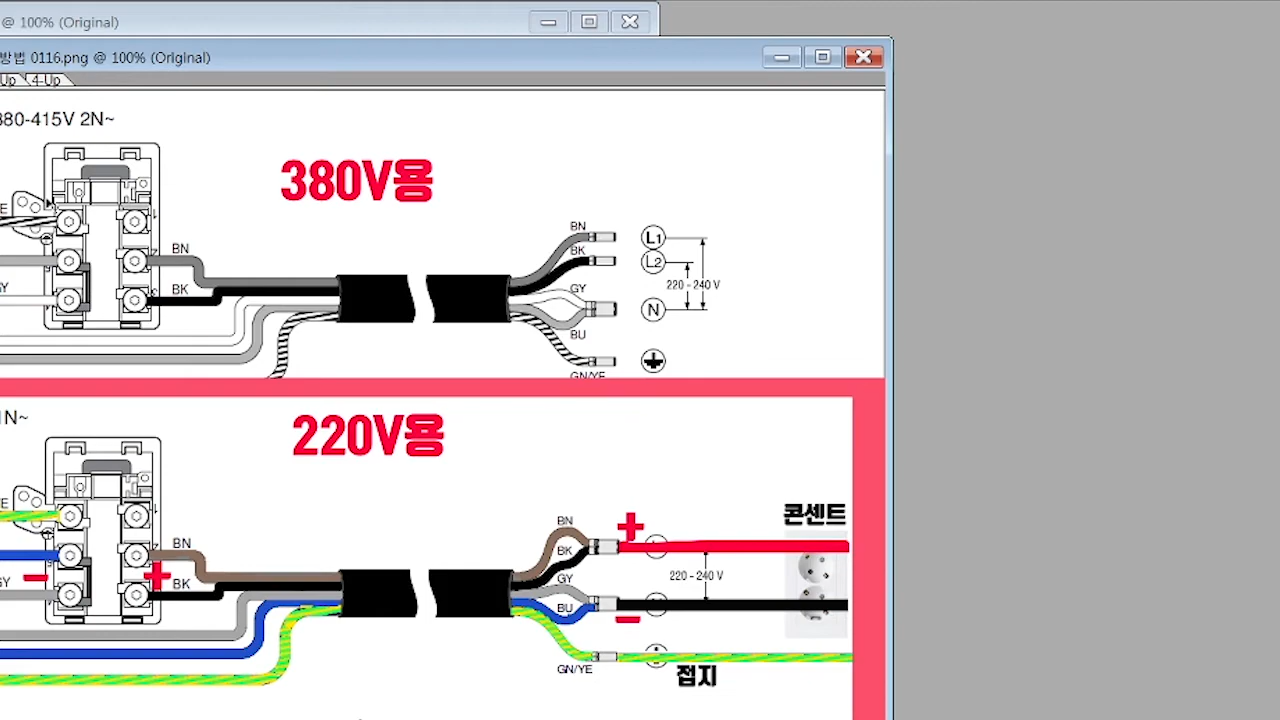 @ 100% (Original)
방법 0116.png @ 100% (Original)
Up
4-Up
380-415V 2N~
380V용
E
BN
BK
GY
BN
BK
GY
BU
GN/YE
L1
L2
N
220 - 240 V
1N~
220V용
E
GY
BN
BK
BN
BK
GY
BU
GN/YE
220 - 240 V
콘센트
접지